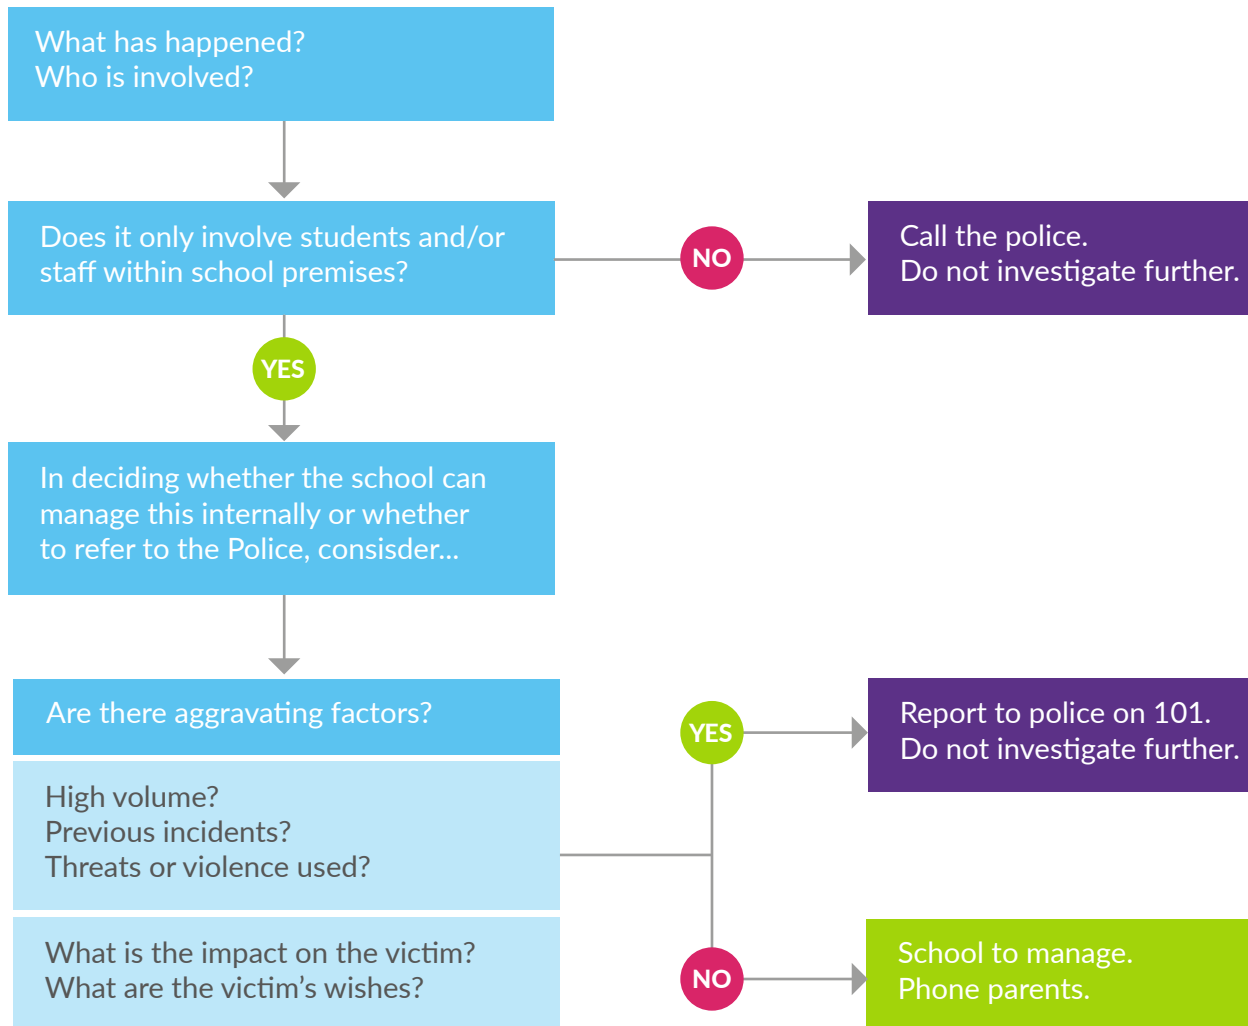 What has happened?
Who is involved?
Does it only involve students and/or
staff within school premises?
NO
Call the police.
Do not investigate further.
YES
In deciding whether the school can
manage this internally or whether
to refer to the Police, consisder...
Are there aggravating factors?
High volume?
Previous incidents?
Threats or violence used?
What is the impact on the victim?
What are the victim’s wishes?
YES
Report to police on 101.
Do not investigate further.
NO
School to manage.
Phone parents.